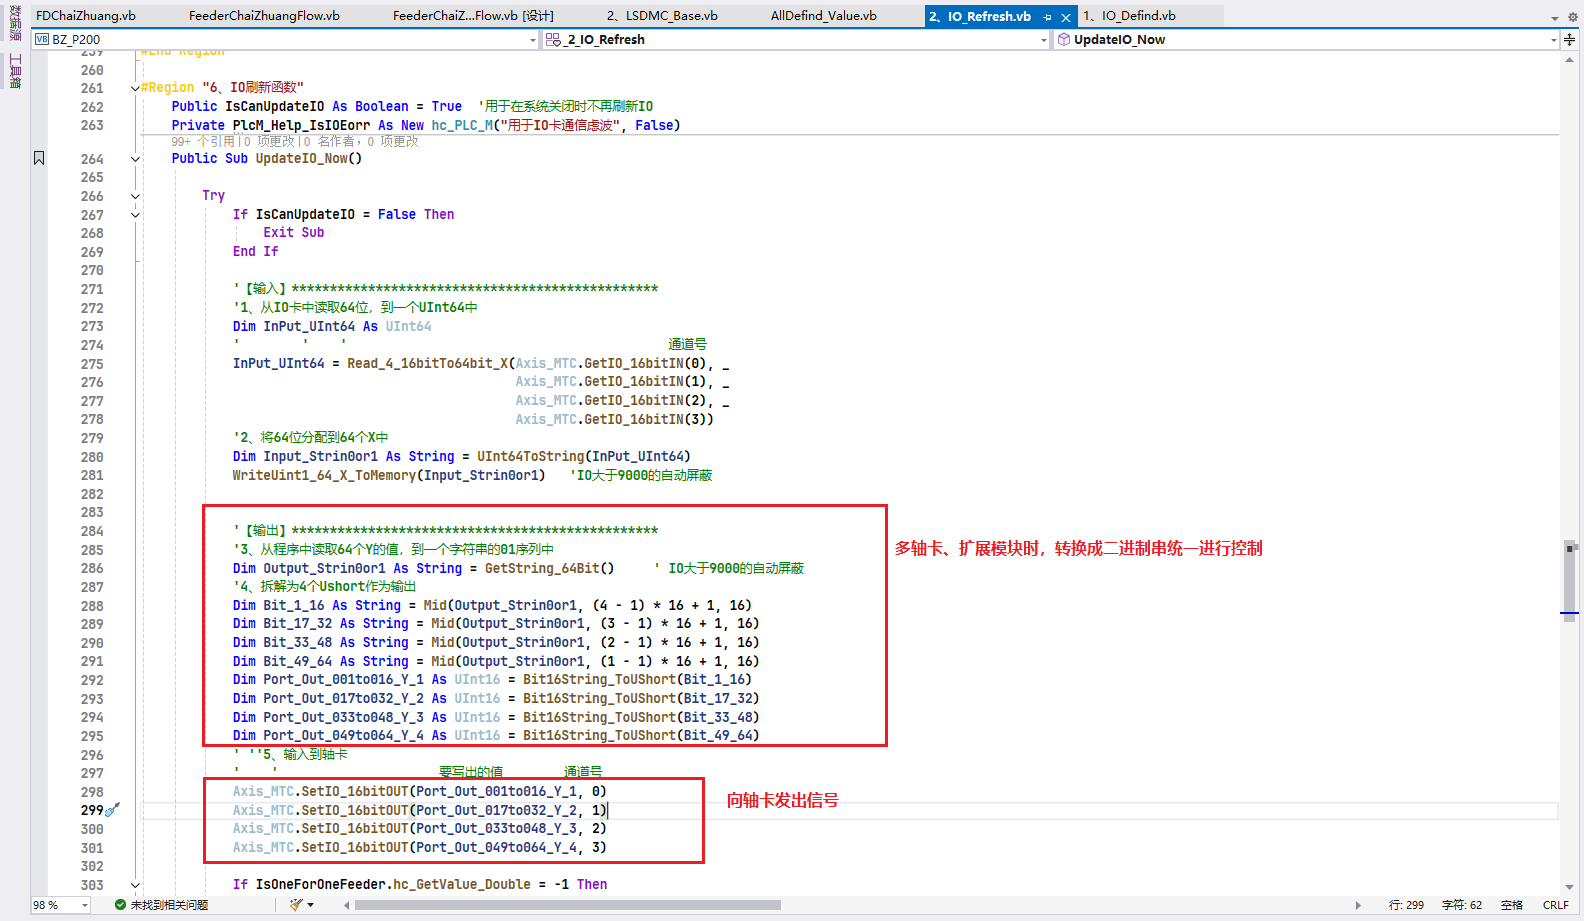 数据源
工具箱
FDChaiZhuang.vb FeederChaiZhuangFlow.vb FeederChaiZ...Flow.vb [设计] 2、LSDMC_Base.vb AllDefind_Value.vb 2、IO_Refresh.vb 1、IO_Defind.vb
VB BZ_P200 _2_IO_Refresh UpdateIO_Now
259 #End Region
260
261 #Region "6、IO刷新函数"
262 Public IsCanUpdateIO As Boolean = True '用于在系统关闭时不再刷新IO
263 Private PlcM_Help_IsIOEorr As New hc_PLC_M("用于IO卡通信虑波", False)
99+ 个引用|0 项更改|0 名作者，0 项更改
264 Public Sub UpdateIO_Now()
265
266 Try
267 If IsCanUpdateIO = False Then
268 Exit Sub
269 End If
270
271 '【输入】************************************************
272 '1、从IO卡中读取64位，到一个UInt64中
273 Dim InPut_UInt64 As UInt64
274 ' ' ' 通道号
275 InPut_UInt64 = Read_4_16bitTo64bit_X(Axis_MTC.GetIO_16bitIN(0), _
276 Axis_MTC.GetIO_16bitIN(1), _
277 Axis_MTC.GetIO_16bitIN(2), _
278 Axis_MTC.GetIO_16bitIN(3))
279 '2、将64位分配到64个X中
280 Dim Input_Strin0or1 As String = UInt64ToString(InPut_UInt64)
281 WriteUint1_64_X_ToMemory(Input_Strin0or1) 'IO大于9000的自动屏蔽
282
283
284 '【输出】************************************************
285 '3、从程序中读取64个Y的值，到一个字符串的01序列中
多轴卡、扩展模块时，转换成二进制串统一进行控制
286 Dim Output_Strin0or1 As String = GetString_64Bit() ' IO大于9000的自动屏蔽
287 '4、拆解为4个Ushort作为输出
288 Dim Bit_1_16 As String = Mid(Output_Strin0or1, (4 - 1) * 16 + 1, 16)
289 Dim Bit_17_32 As String = Mid(Output_Strin0or1, (3 - 1) * 16 + 1, 16)
290 Dim Bit_33_48 As String = Mid(Output_Strin0or1, (2 - 1) * 16 + 1, 16)
291 Dim Bit_49_64 As String = Mid(Output_Strin0or1, (1 - 1) * 16 + 1, 16)
292 Dim Port_Out_001to016_Y_1 As UInt16 = Bit16String_ToUShort(Bit_1_16)
293 Dim Port_Out_017to032_Y_2 As UInt16 = Bit16String_ToUShort(Bit_17_32)
294 Dim Port_Out_033to048_Y_3 As UInt16 = Bit16String_ToUShort(Bit_33_48)
295 Dim Port_Out_049to064_Y_4 As UInt16 = Bit16String_ToUShort(Bit_49_64)
296 ' ''5、输入到轴卡
297 ' ' 要写出的值 通道号
298 Axis_MTC.SetIO_16bitOUT(Port_Out_001to016_Y_1, 0)
向轴卡发出信号
299 Axis_MTC.SetIO_16bitOUT(Port_Out_017to032_Y_2, 1)
300 Axis_MTC.SetIO_16bitOUT(Port_Out_033to048_Y_3, 2)
301 Axis_MTC.SetIO_16bitOUT(Port_Out_049to064_Y_4, 3)
302
303 If IsOneForOneFeeder.hc_GetValue_Double = -1 Then
98 % 未找到相关问题 行: 299 字符: 62 空格 CRLF